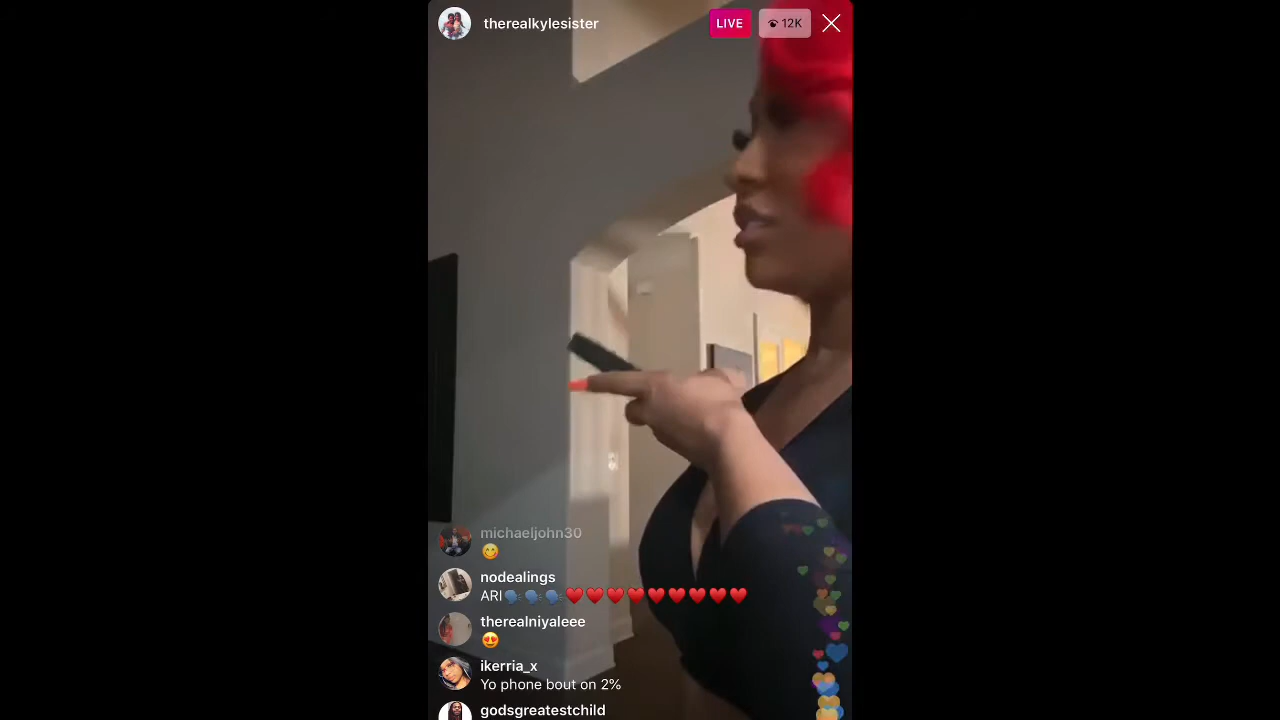 therealkylesister
LIVE
12K
michaeljohn30
😋
nodealings
ARI🗣️🗣️🗣️❤️❤️❤️❤️❤️❤️❤️❤️❤️
therealniyaleee
😍
ikerria_x
Yo phone bout on 2%
godsgreatestchild